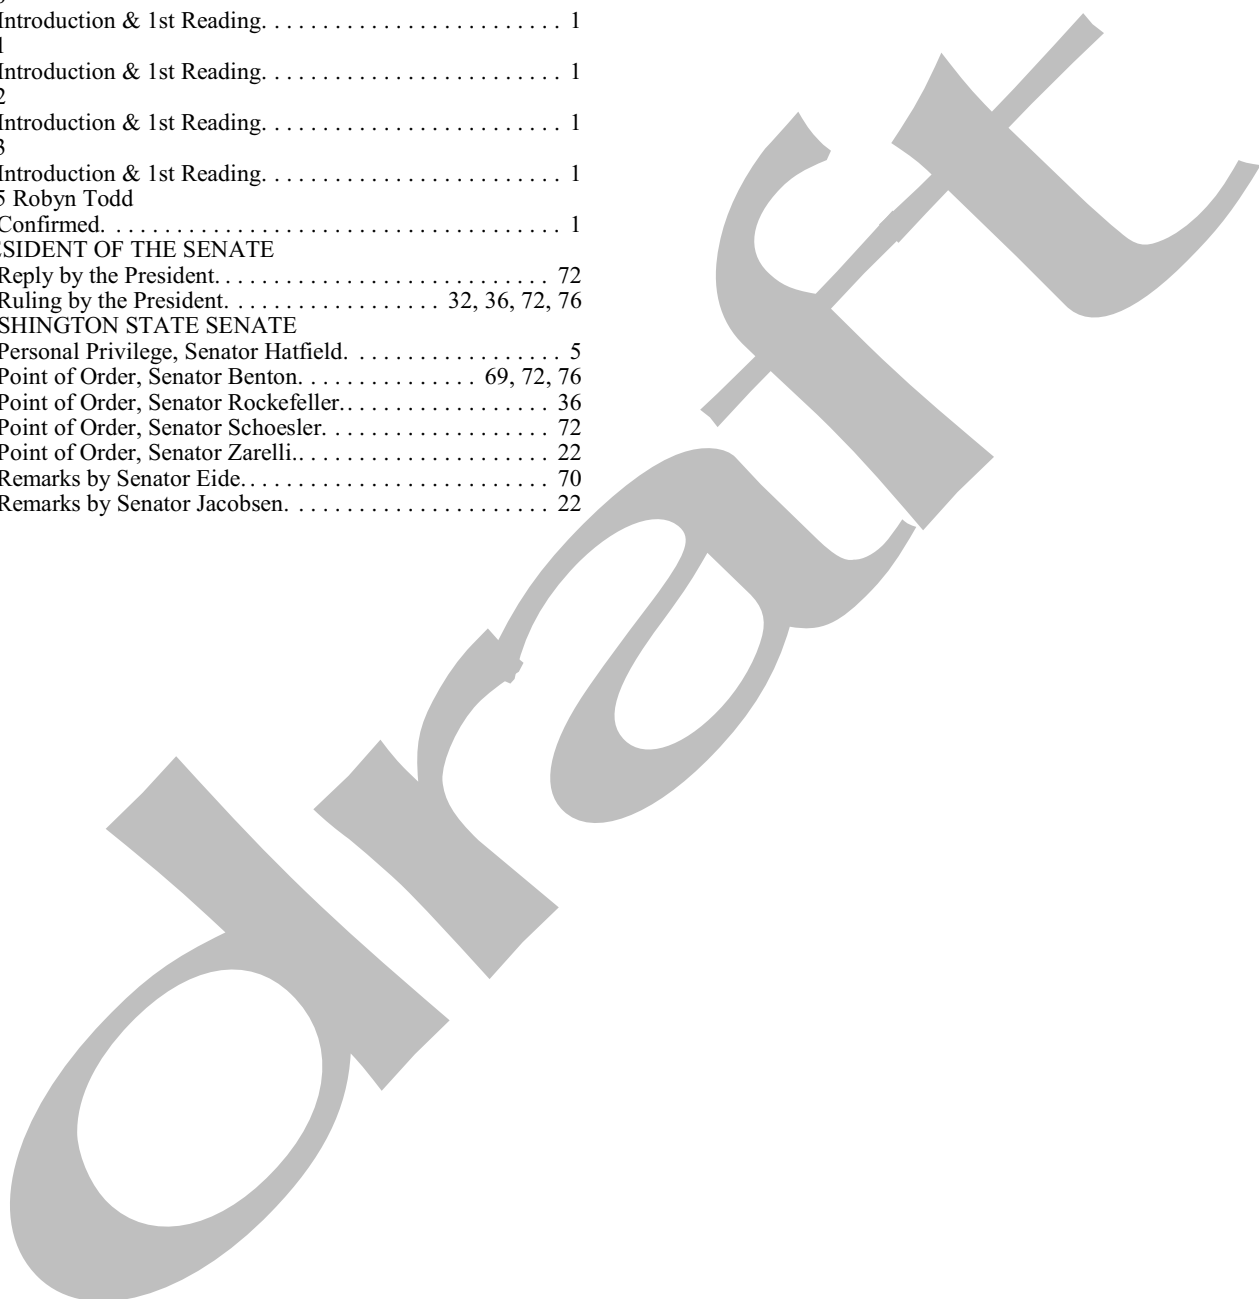 Introduction & 1st Reading. . . . . . . . . . . . . . . . . . . . . . . . . 1
1
Introduction & 1st Reading. . . . . . . . . . . . . . . . . . . . . . . . . 1
2
Introduction & 1st Reading. . . . . . . . . . . . . . . . . . . . . . . . . 1
3
Introduction & 1st Reading. . . . . . . . . . . . . . . . . . . . . . . . . 1
5 Robyn Todd
Confirmed. . . . . . . . . . . . . . . . . . . . . . . . . . . . . . . . . . . . . . . 1
ESIDENT OF THE SENATE
Reply by the President. . . . . . . . . . . . . . . . . . . . . . . . . . . . 72
Ruling by the President. . . . . . . . . . . . . . . . . . 32, 36, 72, 76
SHINGTON STATE SENATE
Personal Privilege, Senator Hatfield. . . . . . . . . . . . . . . . . . 5
Point of Order, Senator Benton. . . . . . . . . . . . . . . 69, 72, 76
Point of Order, Senator Rockefeller. . . . . . . . . . . . . . . . . . 36
Point of Order, Senator Schoesler. . . . . . . . . . . . . . . . . . . 72
Point of Order, Senator Zarelli. . . . . . . . . . . . . . . . . . . . . . 22
Remarks by Senator Eide. . . . . . . . . . . . . . . . . . . . . . . . . . 70
Remarks by Senator Jacobsen. . . . . . . . . . . . . . . . . . . . . . 22
draft